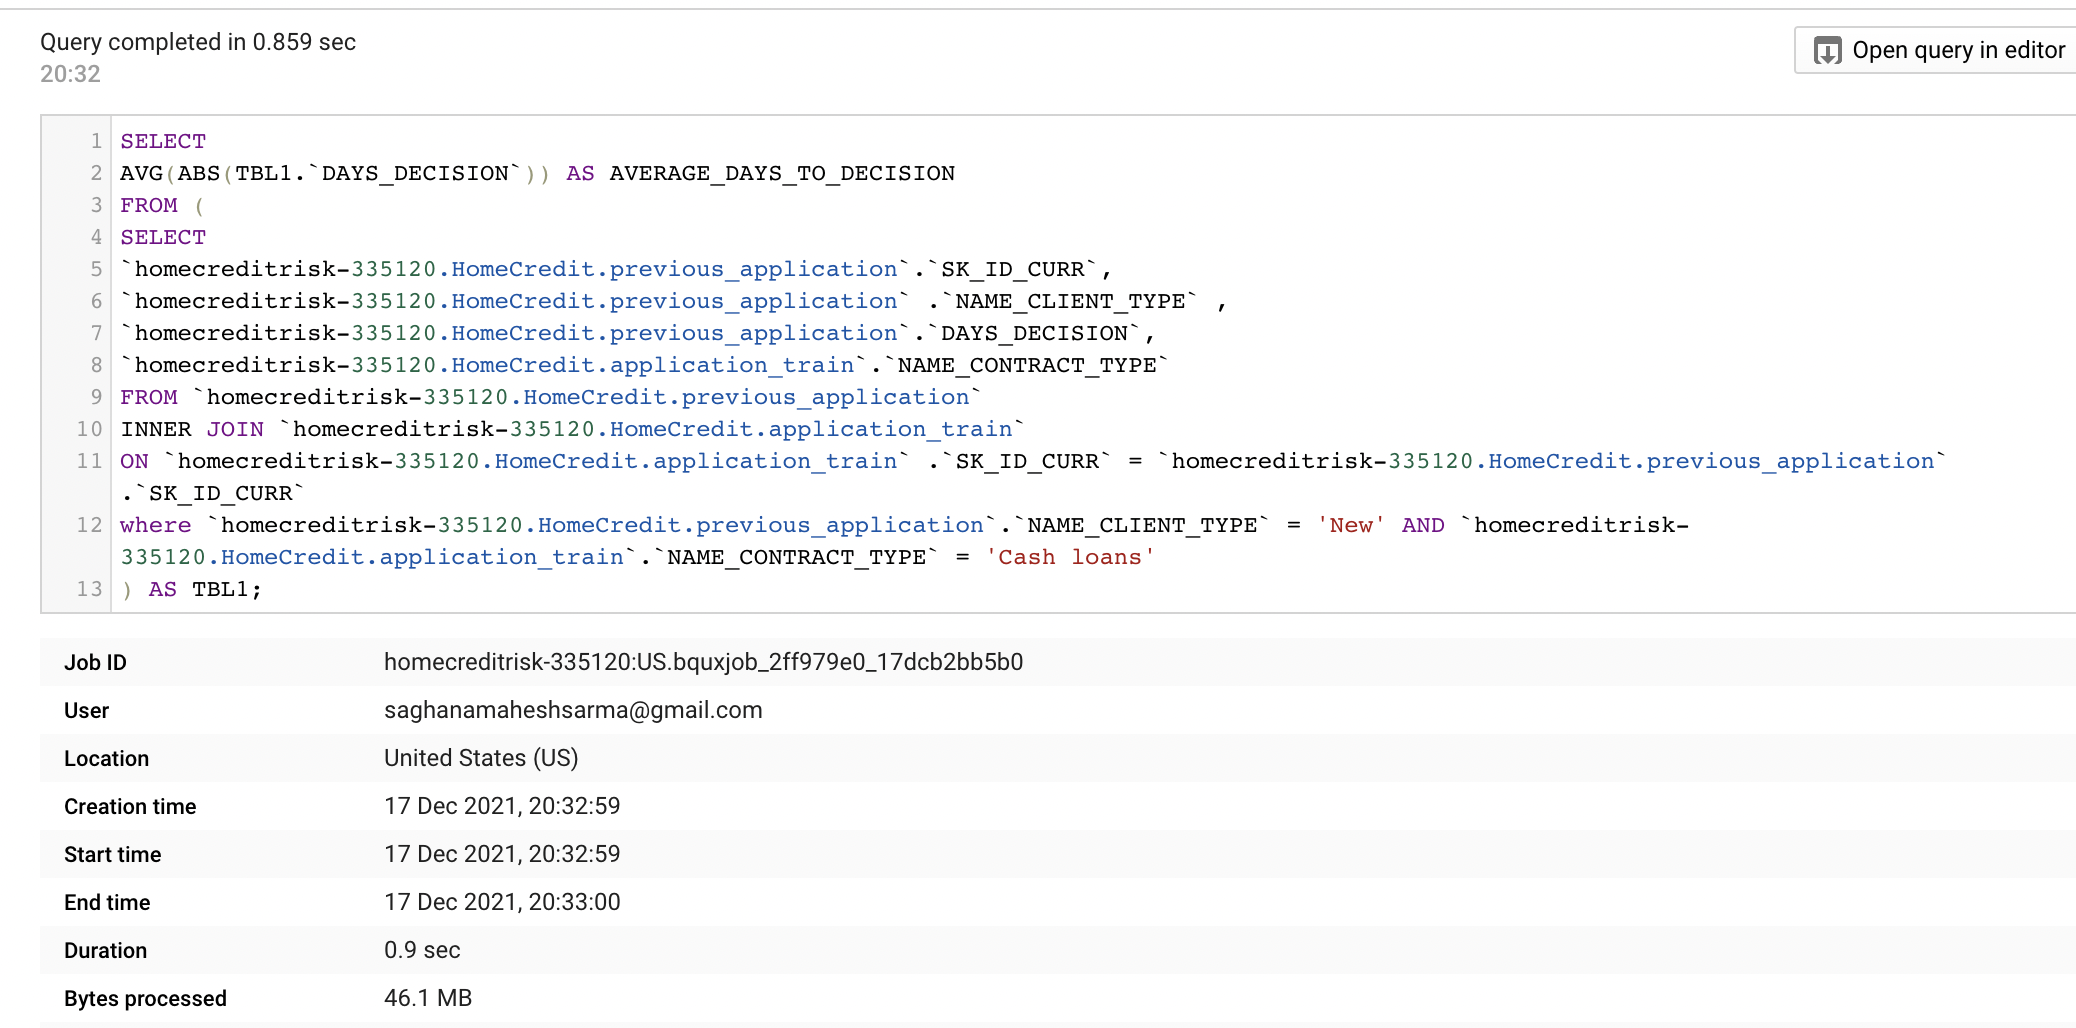 Query completed in 0.859 sec
20:32
Open query in editor
1 SELECT
2 AVG(ABS(TBL1.`DAYS_DECISION`)) AS AVERAGE_DAYS_TO_DECISION
3 FROM (
4 SELECT
5 `homecreditrisk-335120.HomeCredit.previous_application`.`SK_ID_CURR`,
6 `homecreditrisk-335120.HomeCredit.previous_application` .`NAME_CLIENT_TYPE` ,
7 `homecreditrisk-335120.HomeCredit.previous_application`.`DAYS_DECISION`,
8 `homecreditrisk-335120.HomeCredit.application_train`.`NAME_CONTRACT_TYPE`
9 FROM `homecreditrisk-335120.HomeCredit.previous_application`
10 INNER JOIN `homecreditrisk-335120.HomeCredit.application_train`
11 ON `homecreditrisk-335120.HomeCredit.application_train` .`SK_ID_CURR` = `homecreditrisk-335120.HomeCredit.previous_application`
.`SK_ID_CURR`
12 where `homecreditrisk-335120.HomeCredit.previous_application`.`NAME_CLIENT_TYPE` = 'New' AND `homecreditrisk-
335120.HomeCredit.application_train`.`NAME_CONTRACT_TYPE` = 'Cash loans'
13 ) AS TBL1;
Job ID homecreditrisk-335120:US.bquxjob_2ff979e0_17dcb2bb5b0
User saghanamaheshsarma@gmail.com
Location United States (US)
Creation time 17 Dec 2021, 20:32:59
Start time 17 Dec 2021, 20:32:59
End time 17 Dec 2021, 20:33:00
Duration 0.9 sec
Bytes processed 46.1 MB